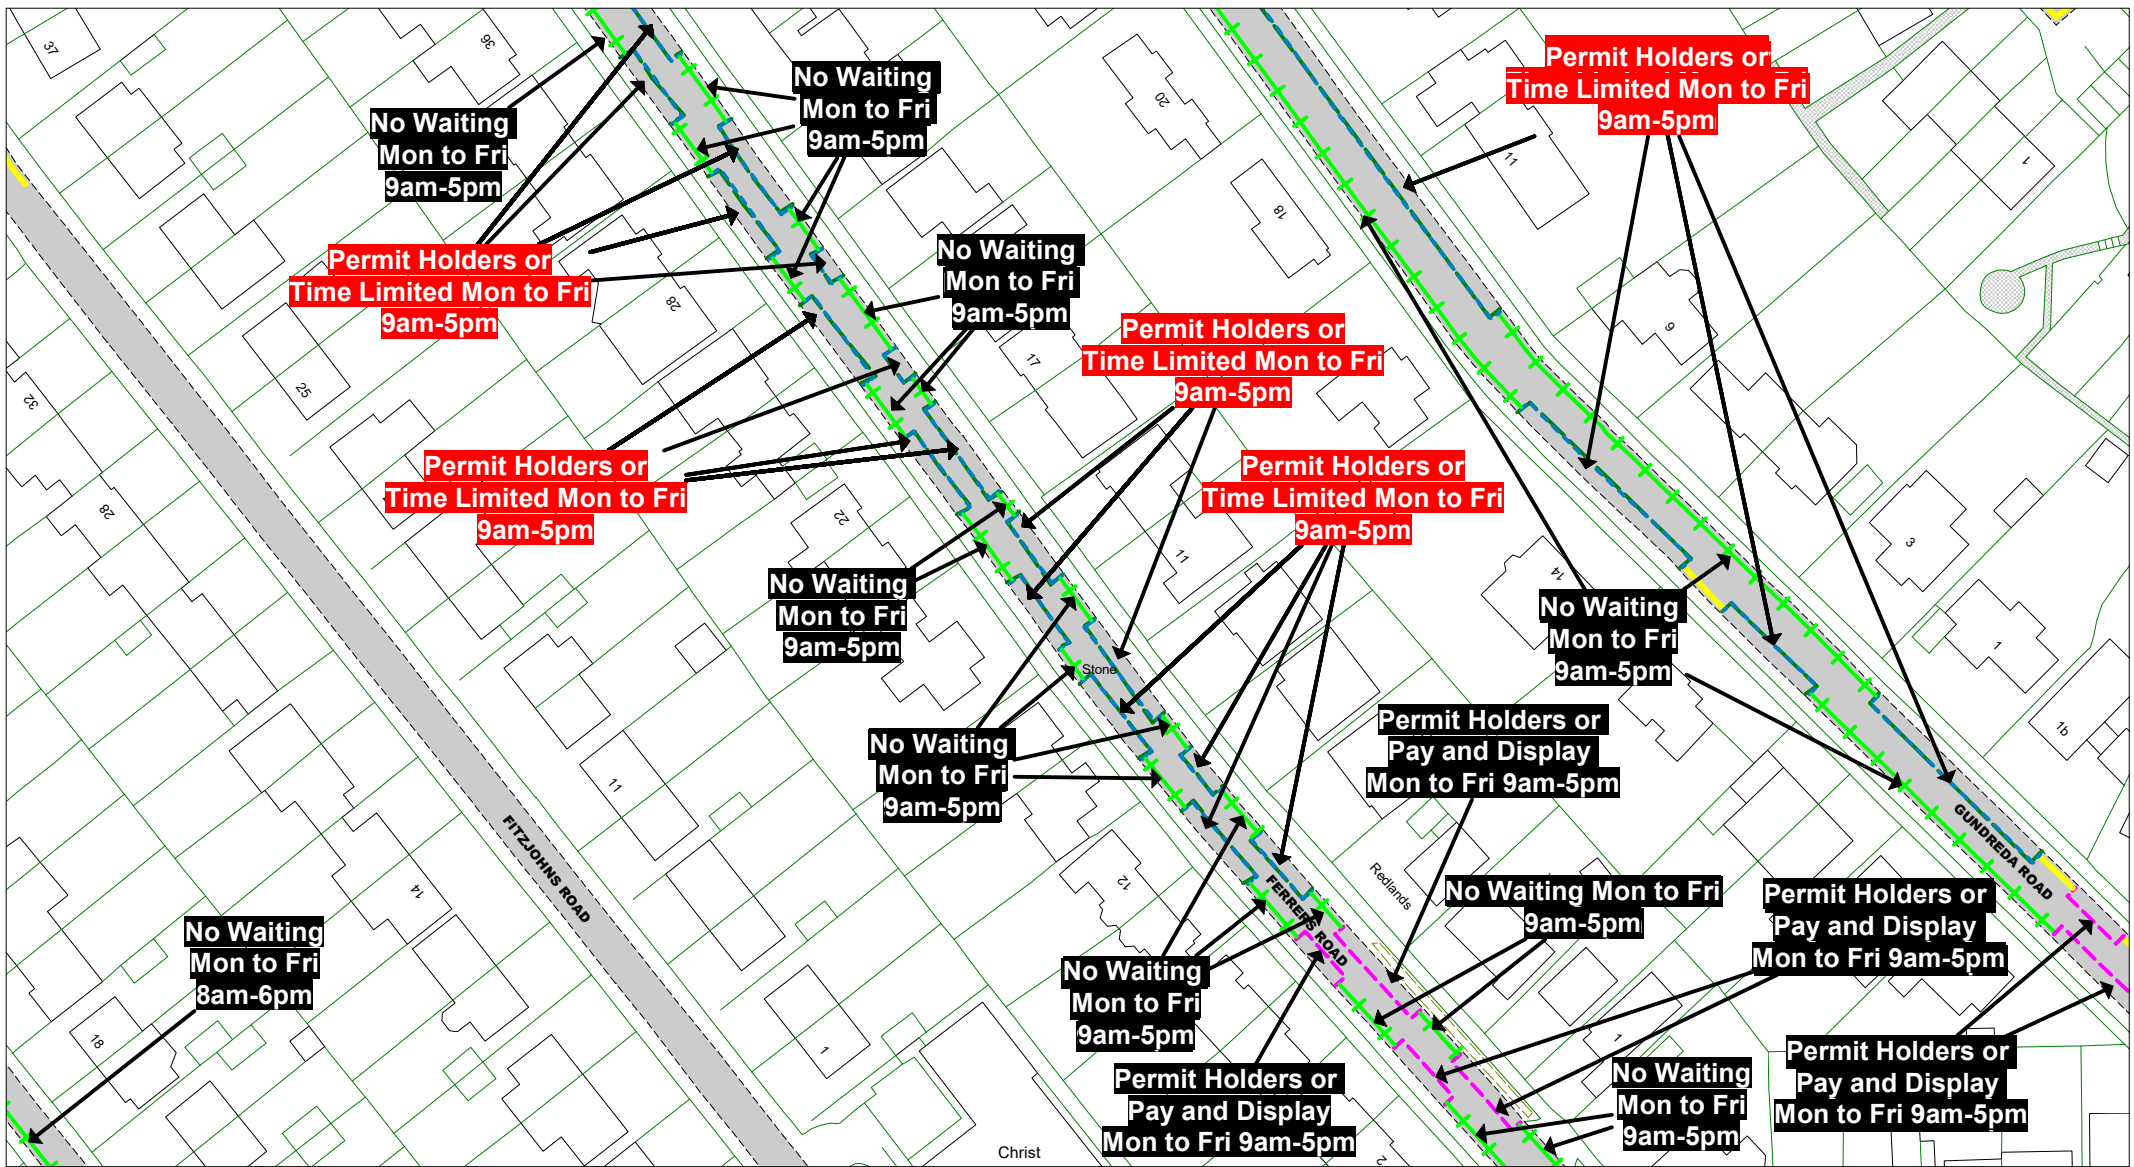 37
36
No Waiting
Mon to Fri
9am-5pm
No Waiting
Mon to Fri
9am-5pm
20
Permit Holders or
Time Limited Mon to Fri
9am-5pm
11
1
18
Permit Holders or
Time Limited Mon to Fri
9am-5pm
28
No Waiting
Mon to Fri
9am-5pm
17
Permit Holders or
Time Limited Mon to Fri
9am-5pm
9
25
32
Permit Holders or
Time Limited Mon to Fri
9am-5pm
28
22
Permit Holders or
Time Limited Mon to Fri
9am-5pm
11
14
3
No Waiting
Mon to Fri
9am-5pm
No Waiting
Mon to Fri
9am-5pm
1
Stone
1b
No Waiting
Mon to Fri
9am-5pm
Permit Holders or
Pay and Display
Mon to Fri 9am-5pm
11
FITZJOHNS ROAD
GUNDREDA ROAD
14
12
FERRERS ROAD
Redlands
No Waiting Mon to Fri
9am-5pm
Permit Holders or
Pay and Display
Mon to Fri 9am-5pm
No Waiting
Mon to Fri
8am-6pm
No Waiting
Mon to Fri
9am-5pm
18
1
1
Permit Holders or
Pay and Display
Mon to Fri 9am-5pm
No Waiting
Mon to Fri
9am-5pm
Permit Holders or
Pay and Display
Mon to Fri 9am-5pm
Christ
2